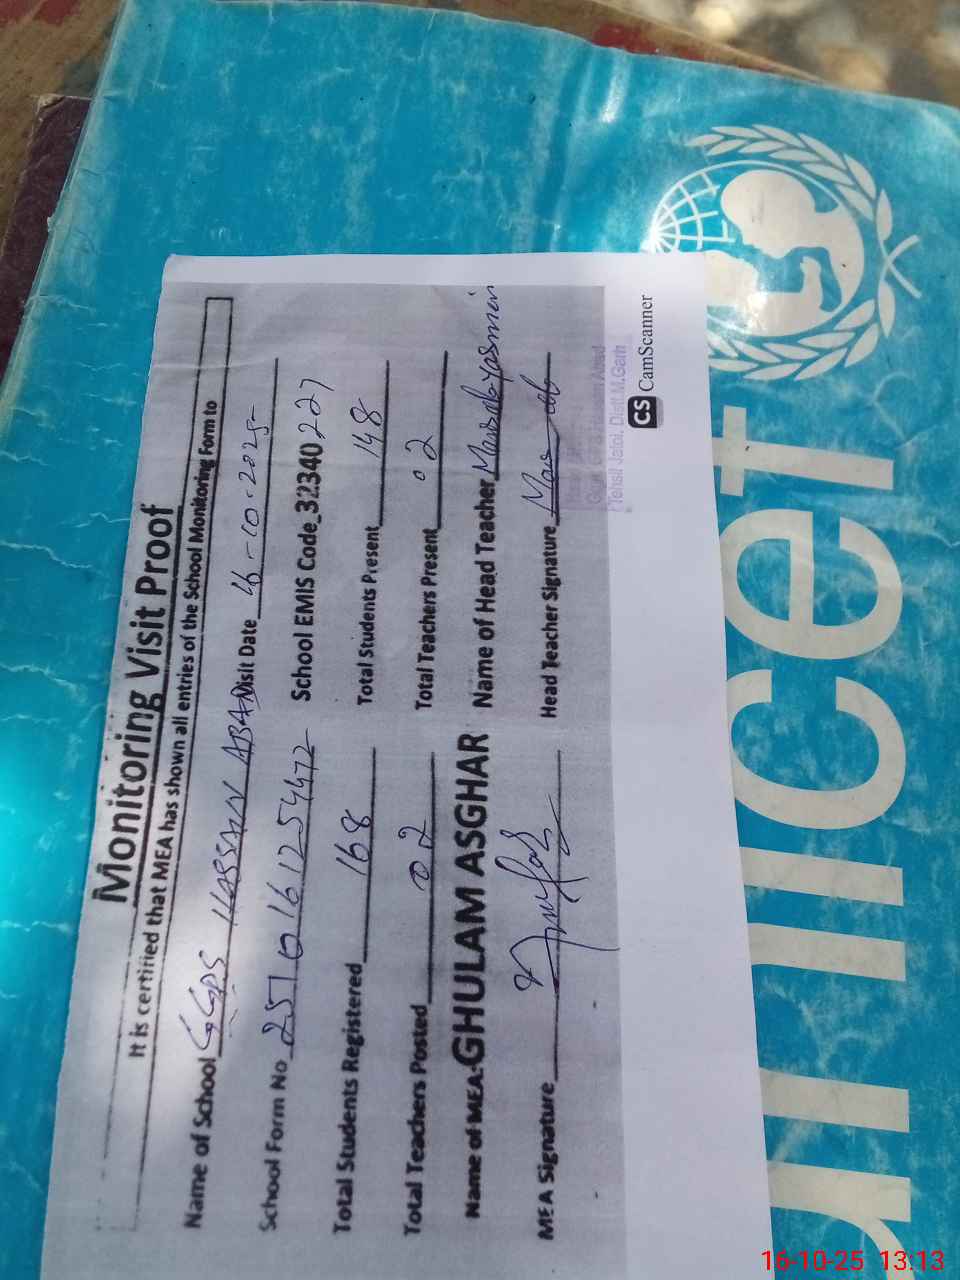 Monitoring Visit Proof
It is certified that MEA has shown all entries of the School Monitoring Form to
Name of School GGPS HASSAN ABAD Visit Date 16-10-2025
School Form No 251016161254472 School EMIS Code_32340227
Total Students Registered 168 Total Students Present 148
Total Teachers Posted 02 Total Teachers Present 02
Name of MEA:GHULAM ASGHAR Name of Head Teacher Yasmin
MEA Signature Head Teacher Signature
Tehsil Jatoi, Distt.M.Garh
CS CamScanner
unicef
16-10-25 13:13